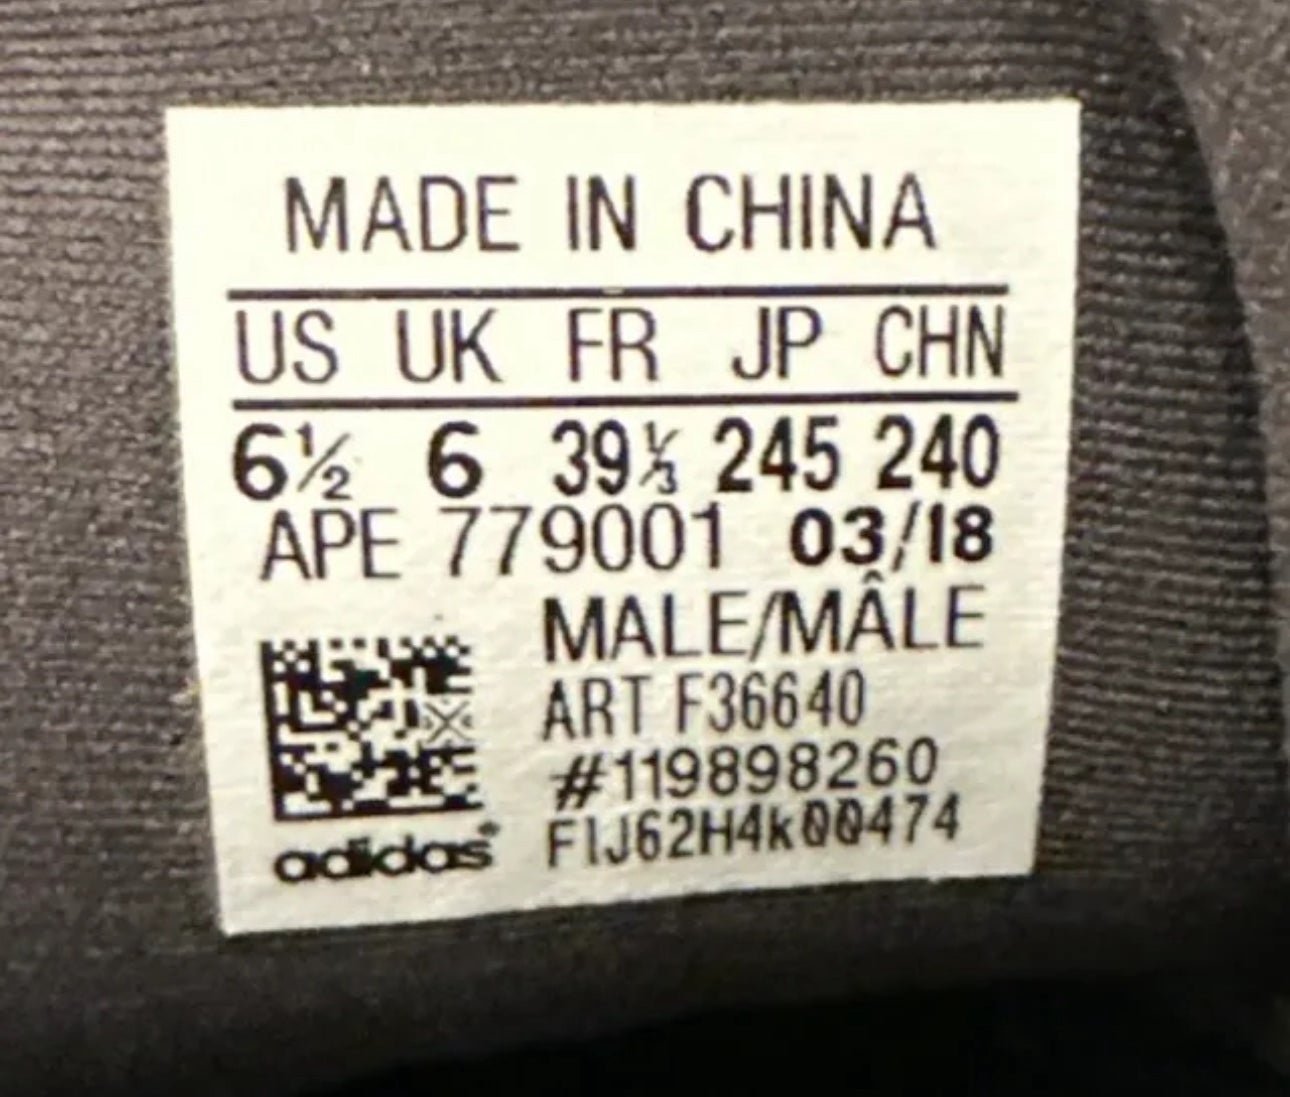 MADE IN CHINA
US UK FR JP CHN
6½ 6 39⅓ 245 240
APE 779001 03/18
MALE/MÂLE
ART F36640
#119898260
F1J62H4k00474
adidas®